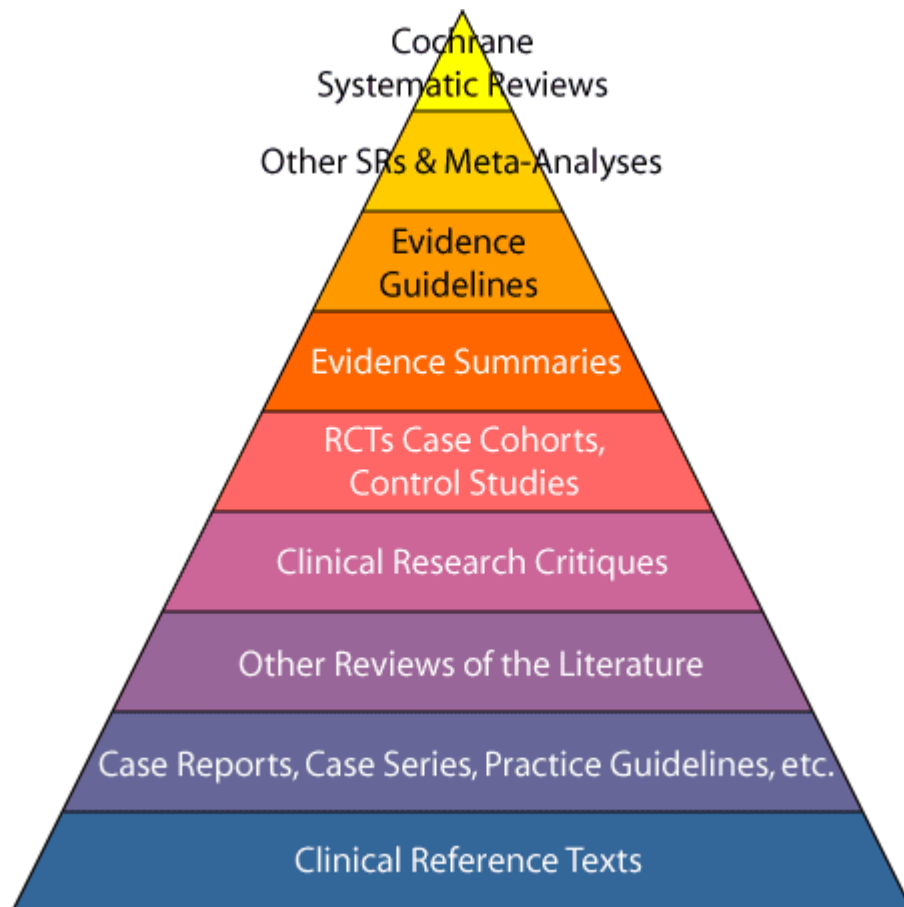 Cochrane
Systematic Reviews
Other SRs & Meta-Analyses
Evidence
Guidelines
Evidence Summaries
RCTs Case Cohorts,
Control Studies
Clinical Research Critiques
Other Reviews of the Literature
Case Reports, Case Series, Practice Guidelines, etc.
Clinical Reference Texts